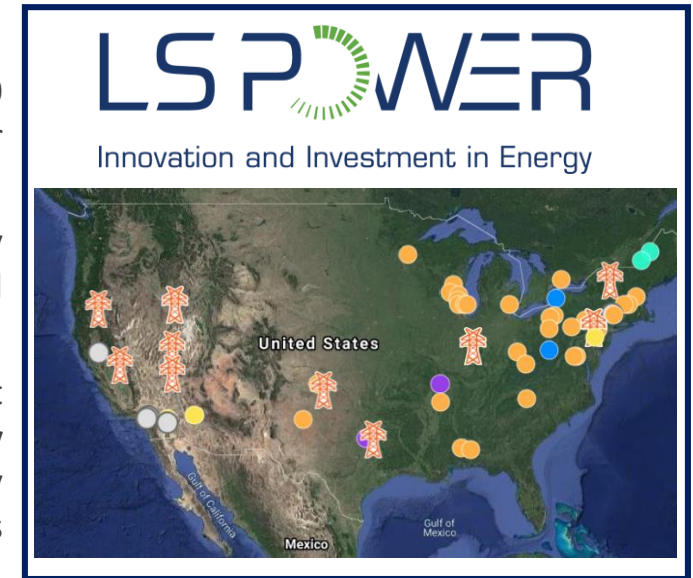 LS POWER
Innovation and Investment in Energy
United States
Gulf of California
Gulf of
Mexico
Mexico